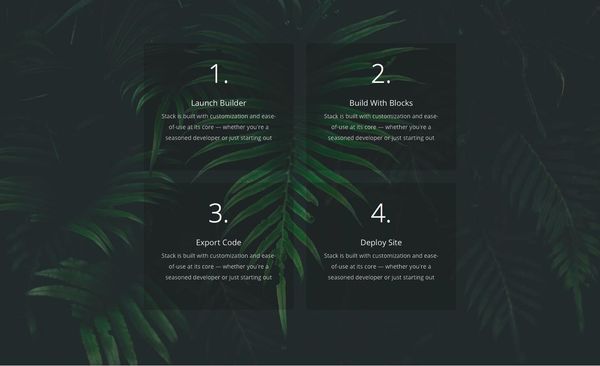 1.
Launch Builder
Stack is built with customization and ease-
of-use at its core — whether you're a
seasoned developer or just starting out
2.
Build With Blocks
Stack is built with customization and ease-
of-use at its core — whether you're a
seasoned developer or just starting out
3.
Export Code
Stack is built with customization and ease-
of-use at its core — whether you're a
seasoned developer or just starting out
4.
Deploy Site
Stack is built with customization and ease-
of-use at its core — whether you're a
seasoned developer or just starting out